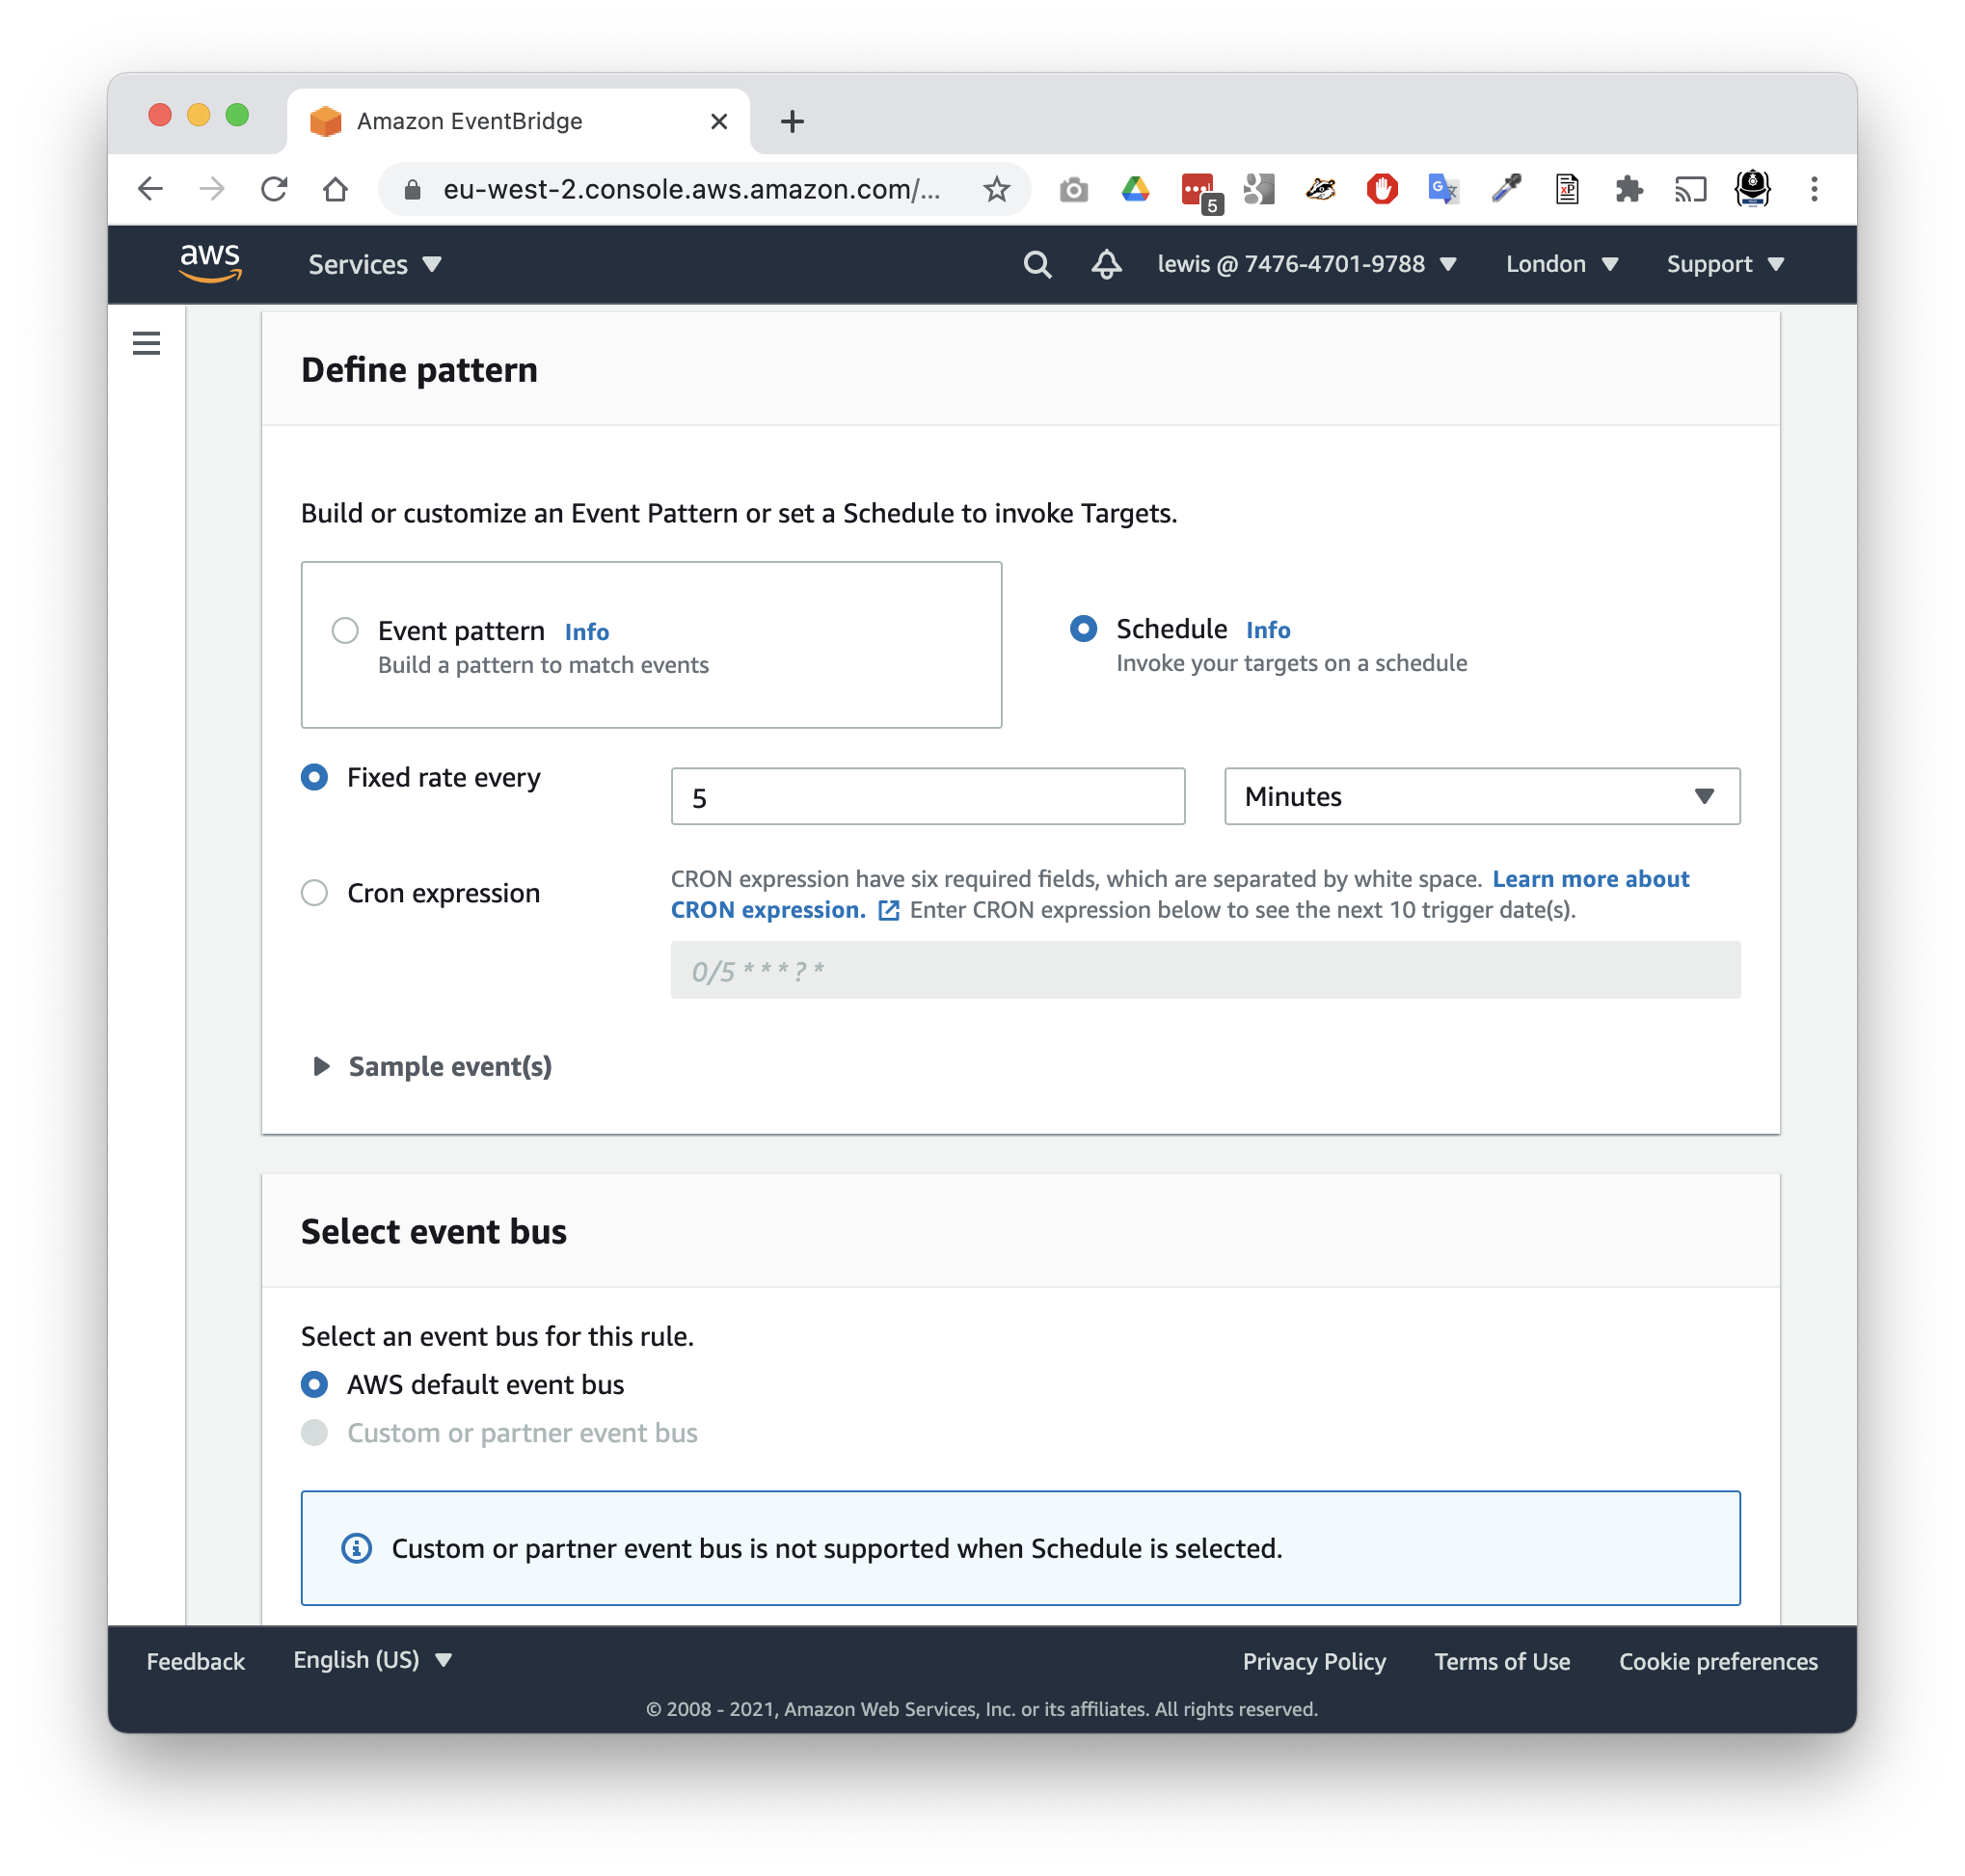 Amazon EventBridge
eu-west-2.console.aws.amazon.com/...
5
aws
Services
lewis @ 7476-4701-9788
London
Support
Define pattern
Build or customize an Event Pattern or set a Schedule to invoke Targets.
Event pattern Info
Build a pattern to match events
Schedule Info
Invoke your targets on a schedule
Fixed rate every
5
Minutes
Cron expression
CRON expression have six required fields, which are separated by white space. Learn more about
CRON expression. Enter CRON expression below to see the next 10 trigger date(s).
0/5 * * * ? *
Sample event(s)
Select event bus
Select an event bus for this rule.
AWS default event bus
Custom or partner event bus
Custom or partner event bus is not supported when Schedule is selected.
Feedback
English (US)
Privacy Policy
Terms of Use
Cookie preferences
© 2008 - 2021, Amazon Web Services, Inc. or its affiliates. All rights reserved.